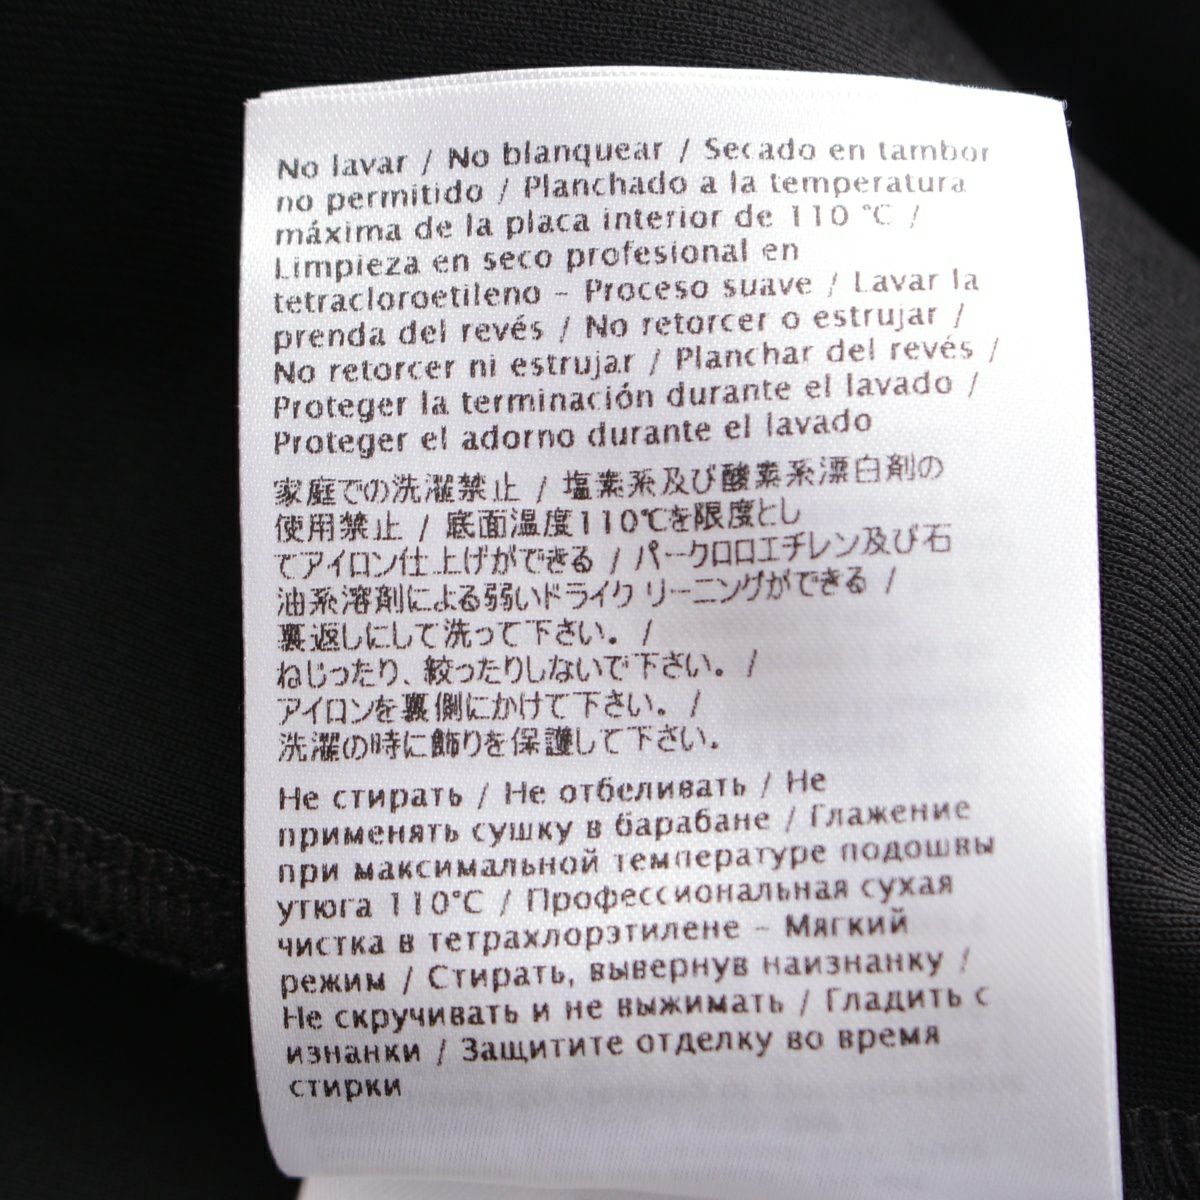 No lavar / No blanquear / Secado en tambor
no permitido / Planchado a la temperatura
máxima de la placa interior de 110 °C /
Limpieza en seco profesional en
tetracloroetileno - Proceso suave / Lavar la
prenda del revés / No retorcer o estrujar /
No retorcer ni estrujar / Planchar del revés /
Proteger la terminación durante el lavado /
Proteger el adorno durante el lavado
家庭での洗濯禁止 / 塩素系及び酸素系漂白剤の
使用禁止 / 底面温度110℃を限度とし
てアイロン仕上げができる / パークロロエチレン及び石
油系溶剤による弱いドライクリーニングができる /
裏返しにして洗って下さい。 /
ねじったり、絞ったりしないで下さい。 /
アイロンを裏側にかけて下さい。 /
洗濯の時に飾りを保護して下さい。
Не стирать / Не отбеливать / Не
применять сушку в барабане / Глажение
при максимальной температуре подошвы
утюга 110°C / Профессиональная сухая
чистка в тетрахлорэтилене - Мягкий
режим / Стирать, вывернув наизнанку /
Не скручивать и не выжимать / Гладить с
изнанки / Защитите отделку во время
стирки